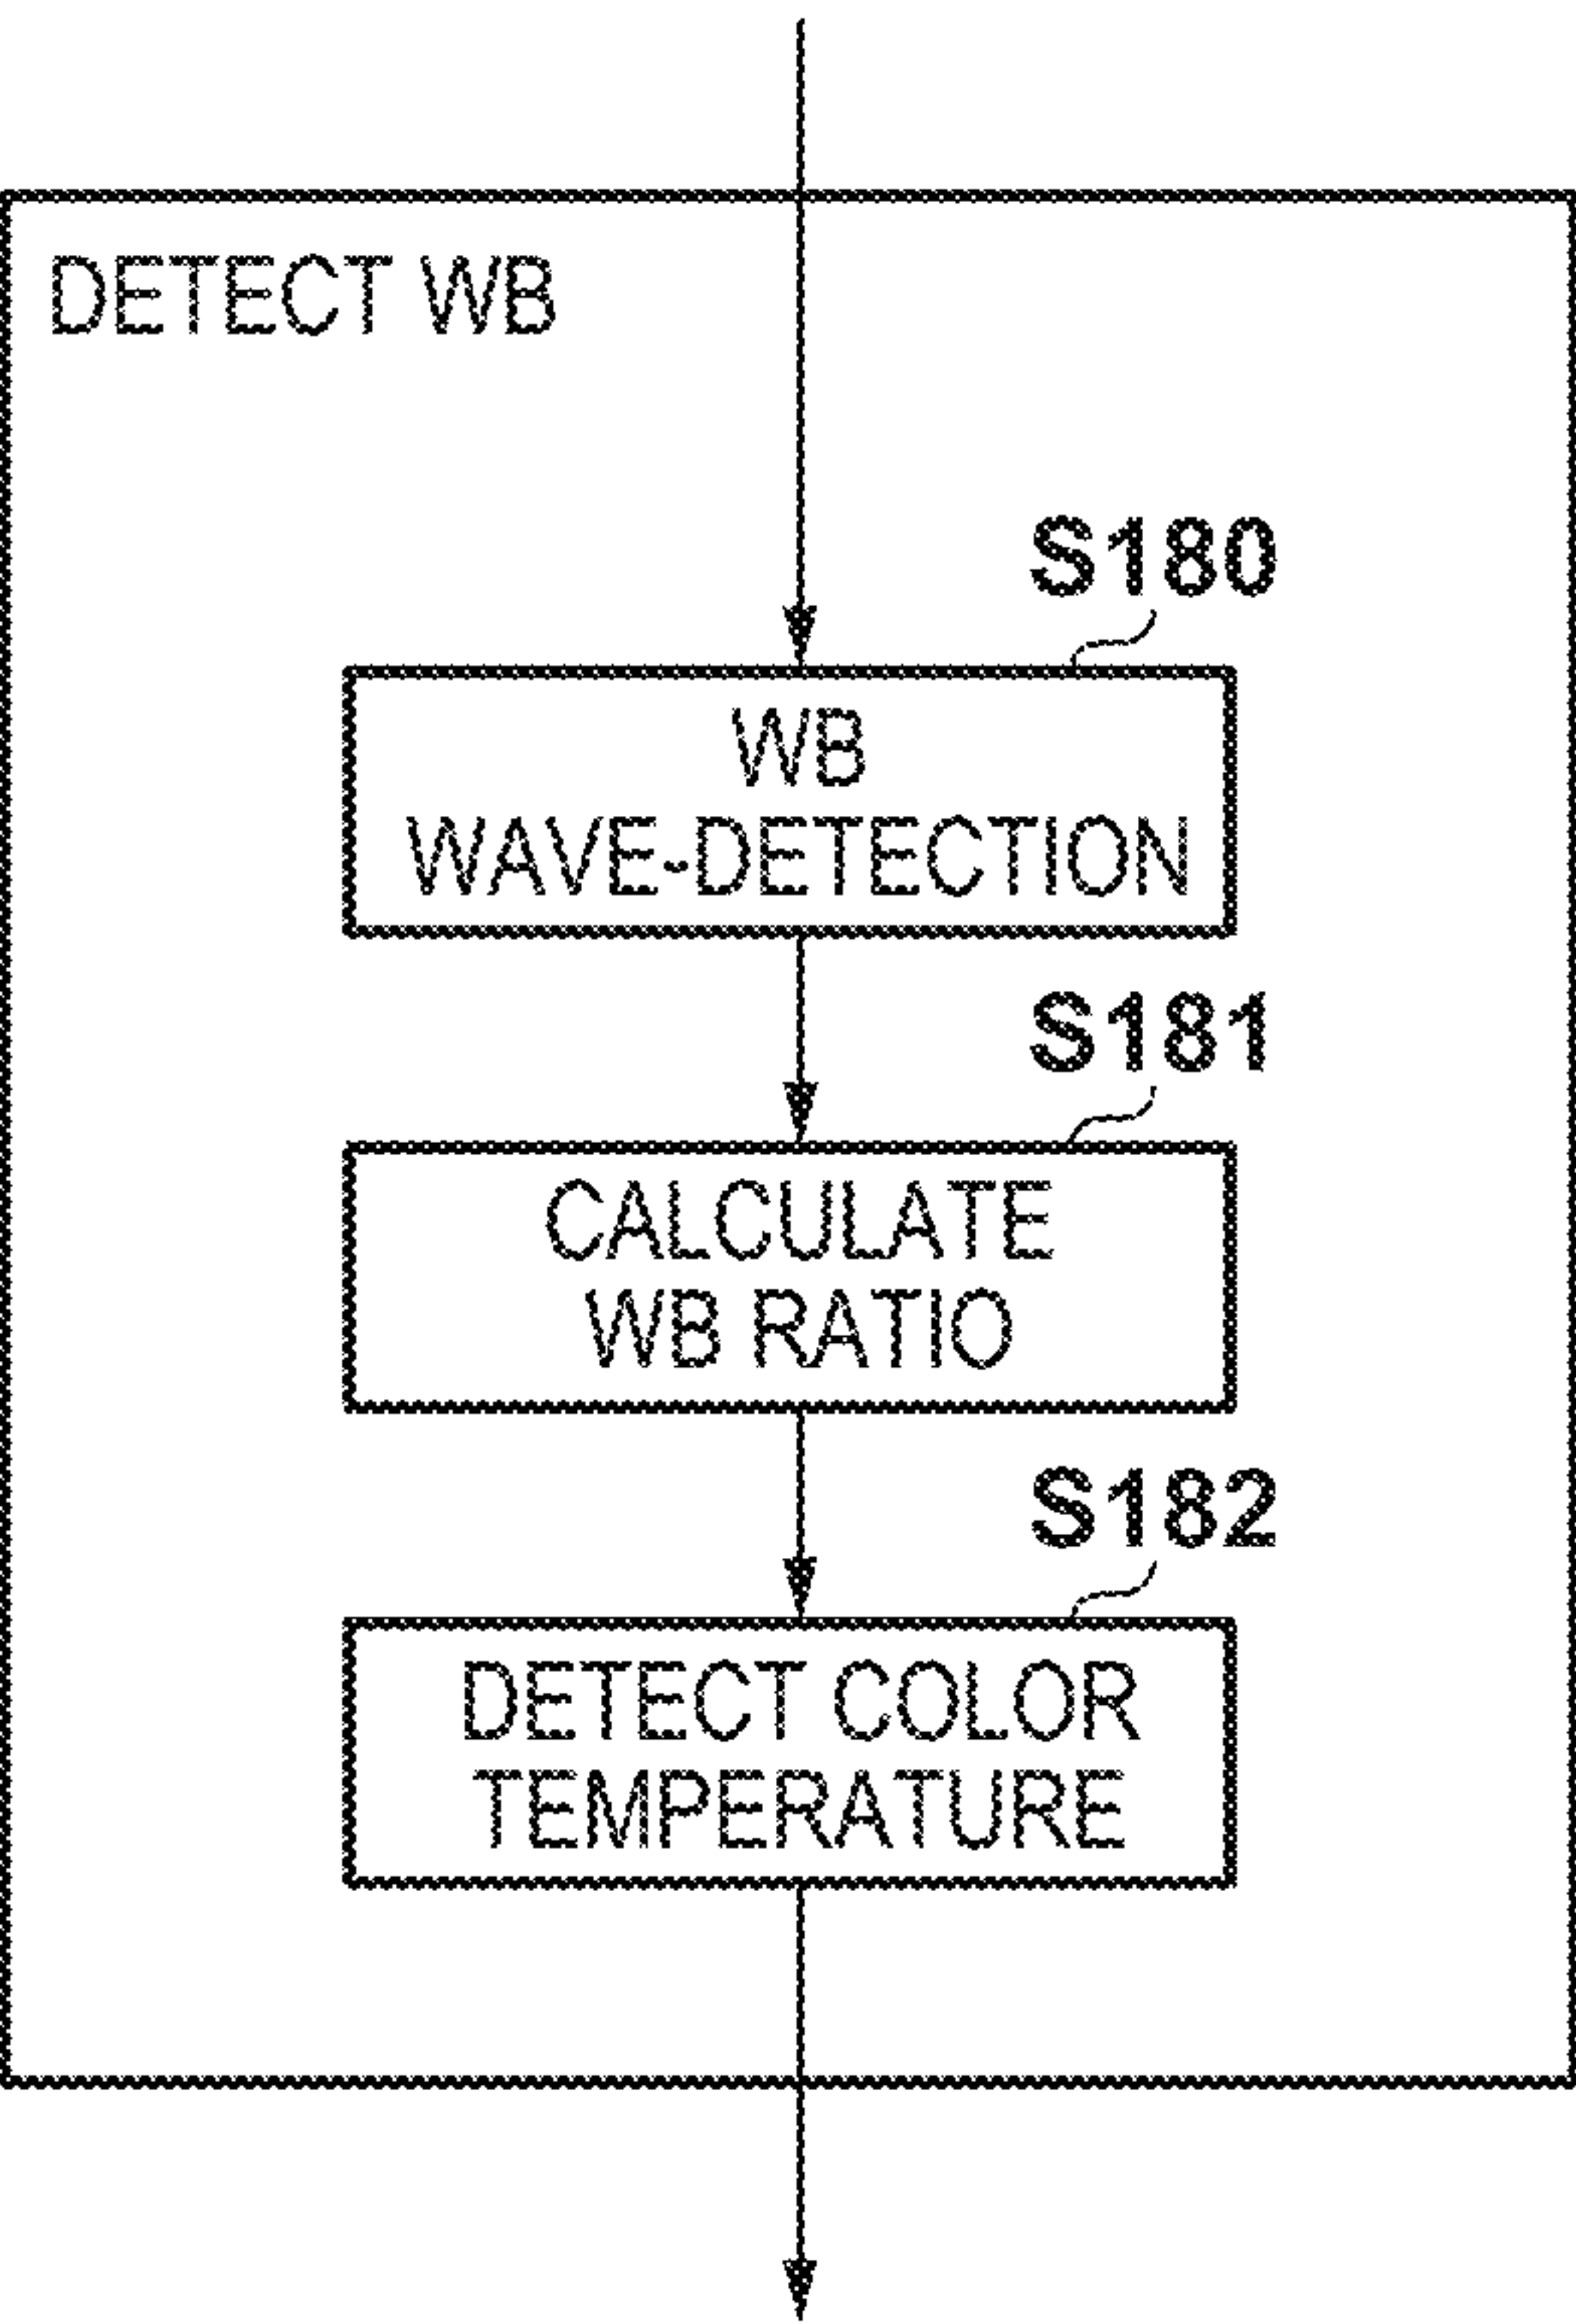 DETECT WB
S180
WB
WAVE-DETECTION
S181
CALCULATE
WB RATIO
S182
DETECT COLOR
TEMPERATURE